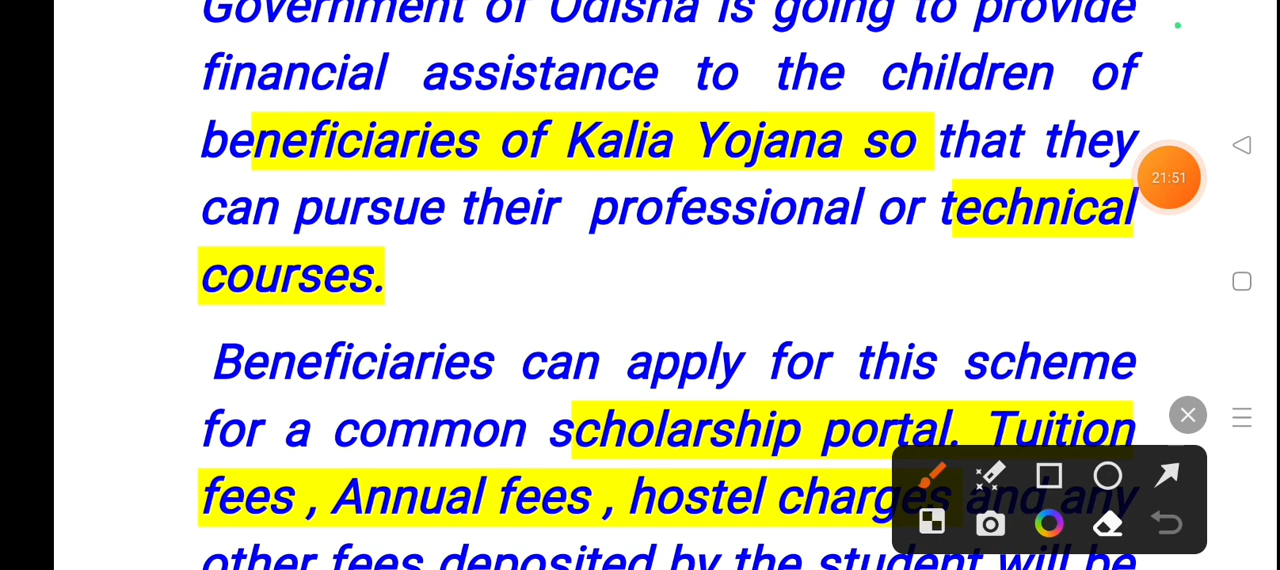 Government of Odisha is going to provide
financial assistance to the children of
beneficiaries of Kalia Yojana so that they
can pursue their professional or technical
courses.
Beneficiaries can apply for this scheme
for a common scholarship portal. Tuition
fees , Annual fees , hostel charges and any
other fees deposited by the student will be
21:51